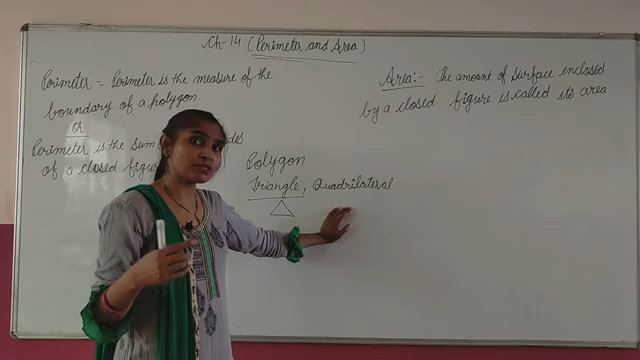 Ch-14 (Perimeter and Area)
Perimeter = Perimeter is the measure of the
boundary of a polygon
or
Perimeter is the sum sides
of a closed figu
Area:- The amount of surface enclosed
by a closed figure is called its area
Polygon
Triangle, Quadrilateral